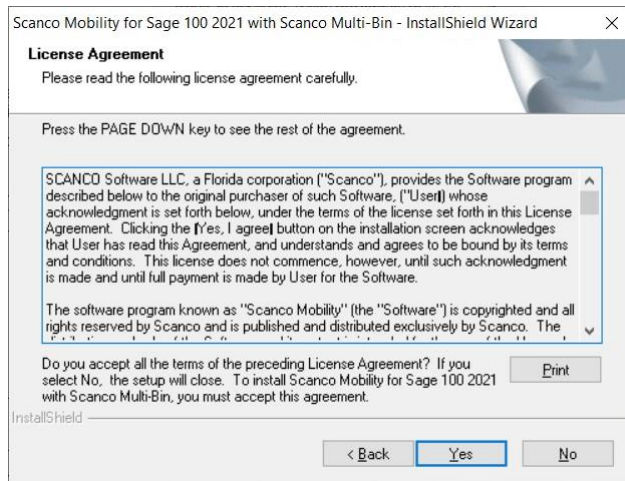 Scanco Mobility for Sage 100 2021 with Scanco Multi-Bin - InstallShield Wizard
License Agreement
Please read the following license agreement carefully.
Press the PAGE DOWN key to see the rest of the agreement.
SCANCO Software LLC, a Florida corporation ("Scanco"), provides the Software program
described below to the original purchaser of such Software, ("User|) whose
acknowledgment is set forth below, under the terms of the license set forth in this License
Agreement.  Clicking the |Yes, I agree| button on the installation screen acknowledges
that User has read this Agreement, and understands and agrees to be bound by its terms
and conditions.  This license does not commence, however, until such acknowledgment
is made and until full payment is made by User for the Software.
The software program known as "Scanco Mobility" (the "Software") is copyrighted and all
rights reserved by Scanco and is published and distributed exclusively by Scanco.  The
Do you accept all the terms of the preceding License Agreement?  If you
select No,  the setup will close.  To install Scanco Mobility for Sage 100 2021
with Scanco Multi-Bin, you must accept this agreement.
Print
InstallShield
< Back
Yes
No